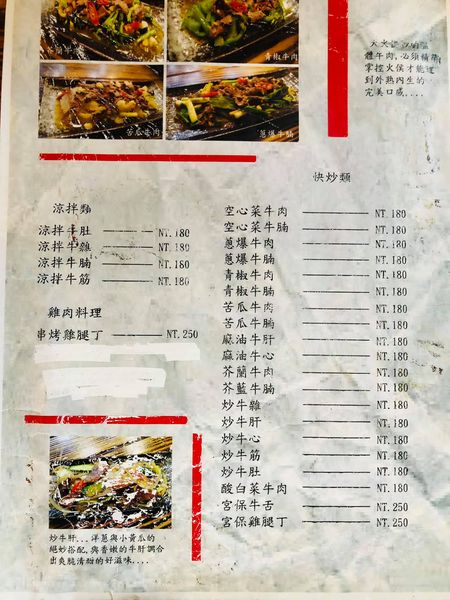 青椒牛肉
苦瓜牛肉
蔥爆牛腩
體牛肉,必須精準
掌控火侯才能達
到外熟內生的
完美口感....
快炒類
涼拌類
涼拌牛肚 NT.180
涼拌牛雜 NT.180
涼拌牛腩 NT.180
涼拌牛筋 NT.180
雞肉料理
串烤雞腿丁 NT.250
空心菜牛肉 NT.180
空心菜牛腩 NT.180
蔥爆牛肉 NT.180
蔥爆牛腩 NT.180
青椒牛肉 NT.180
青椒牛腩 NT.180
苦瓜牛肉 NT.180
苦瓜牛腩 NT.180
麻油牛肝 NT.180
麻油牛心 NT.180
芥蘭牛肉 NT.180
芥藍牛腩 NT.180
炒牛雜 NT.180
炒牛肝 NT.180
炒牛心 NT.180
炒牛筋 NT.180
炒牛肚 NT.180
酸白菜牛肉 NT.180
宮保牛舌 NT.250
宮保雞腿丁 NT.250
炒牛肝...洋蔥與小黃瓜的
絕妙搭配,與香嫩的牛肝調合
出爽脆清甜的好滋味....